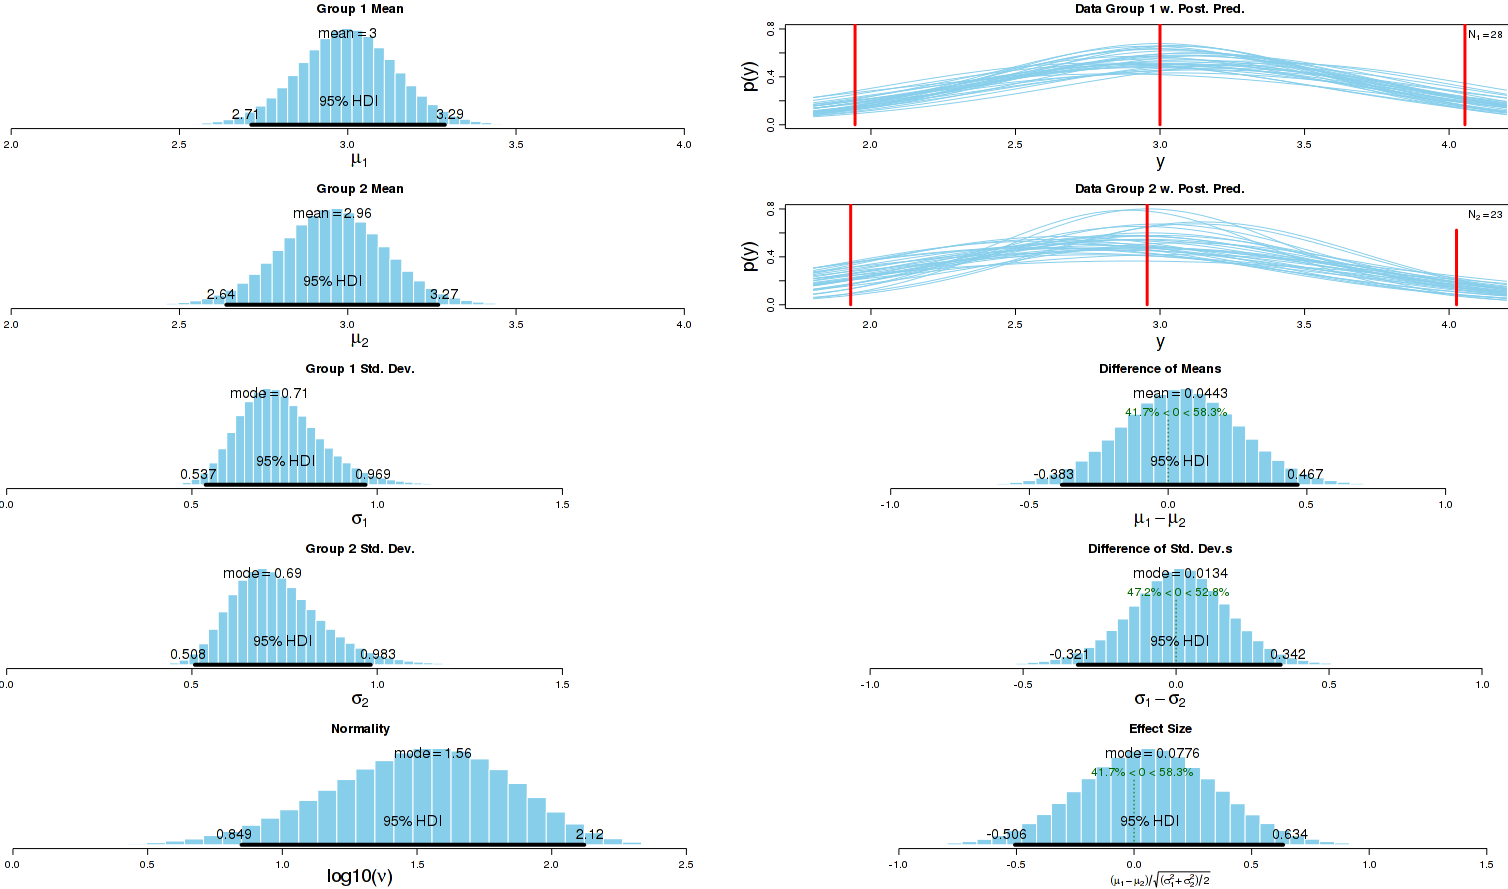 Group 1 Mean
mean = 3
95% HDI
2.71 3.29
2.0 2.5 3.0 3.5 4.0
μ1
Data Group 1 w. Post. Pred.
N1 = 28
p(y)
0.0 0.4 0.8
2.0 2.5 3.0 3.5 4.0
y
Group 2 Mean
mean = 2.96
95% HDI
2.64 3.27
2.0 2.5 3.0 3.5 4.0
μ2
Data Group 2 w. Post. Pred.
N2 = 23
p(y)
0.0 0.4 0.8
2.0 2.5 3.0 3.5 4.0
y
Group 1 Std. Dev.
mode = 0.71
95% HDI
0.537 0.969
0.0 0.5 1.0 1.5
σ1
Difference of Means
mean = 0.0443
41.7% < 0 < 58.3%
95% HDI
-0.383 0.467
-1.0 -0.5 0.0 0.5 1.0
μ1 − μ2
Group 2 Std. Dev.
mode = 0.69
95% HDI
0.508 0.983
0.0 0.5 1.0 1.5
σ2
Difference of Std. Dev.s
mode = 0.0134
47.2% < 0 < 52.8%
95% HDI
-0.321 0.342
-1.0 -0.5 0.0 0.5 1.0
σ1 − σ2
Normality
mode = 1.56
95% HDI
0.849 2.12
0.0 0.5 1.0 1.5 2.0 2.5
log10(ν)
Effect Size
mode = 0.0776
41.7% < 0 < 58.3%
95% HDI
-0.506 0.634
-1.0 -0.5 0.0 0.5 1.0 1.5
(μ1 − μ2)/√(σ1² + σ2²)/2